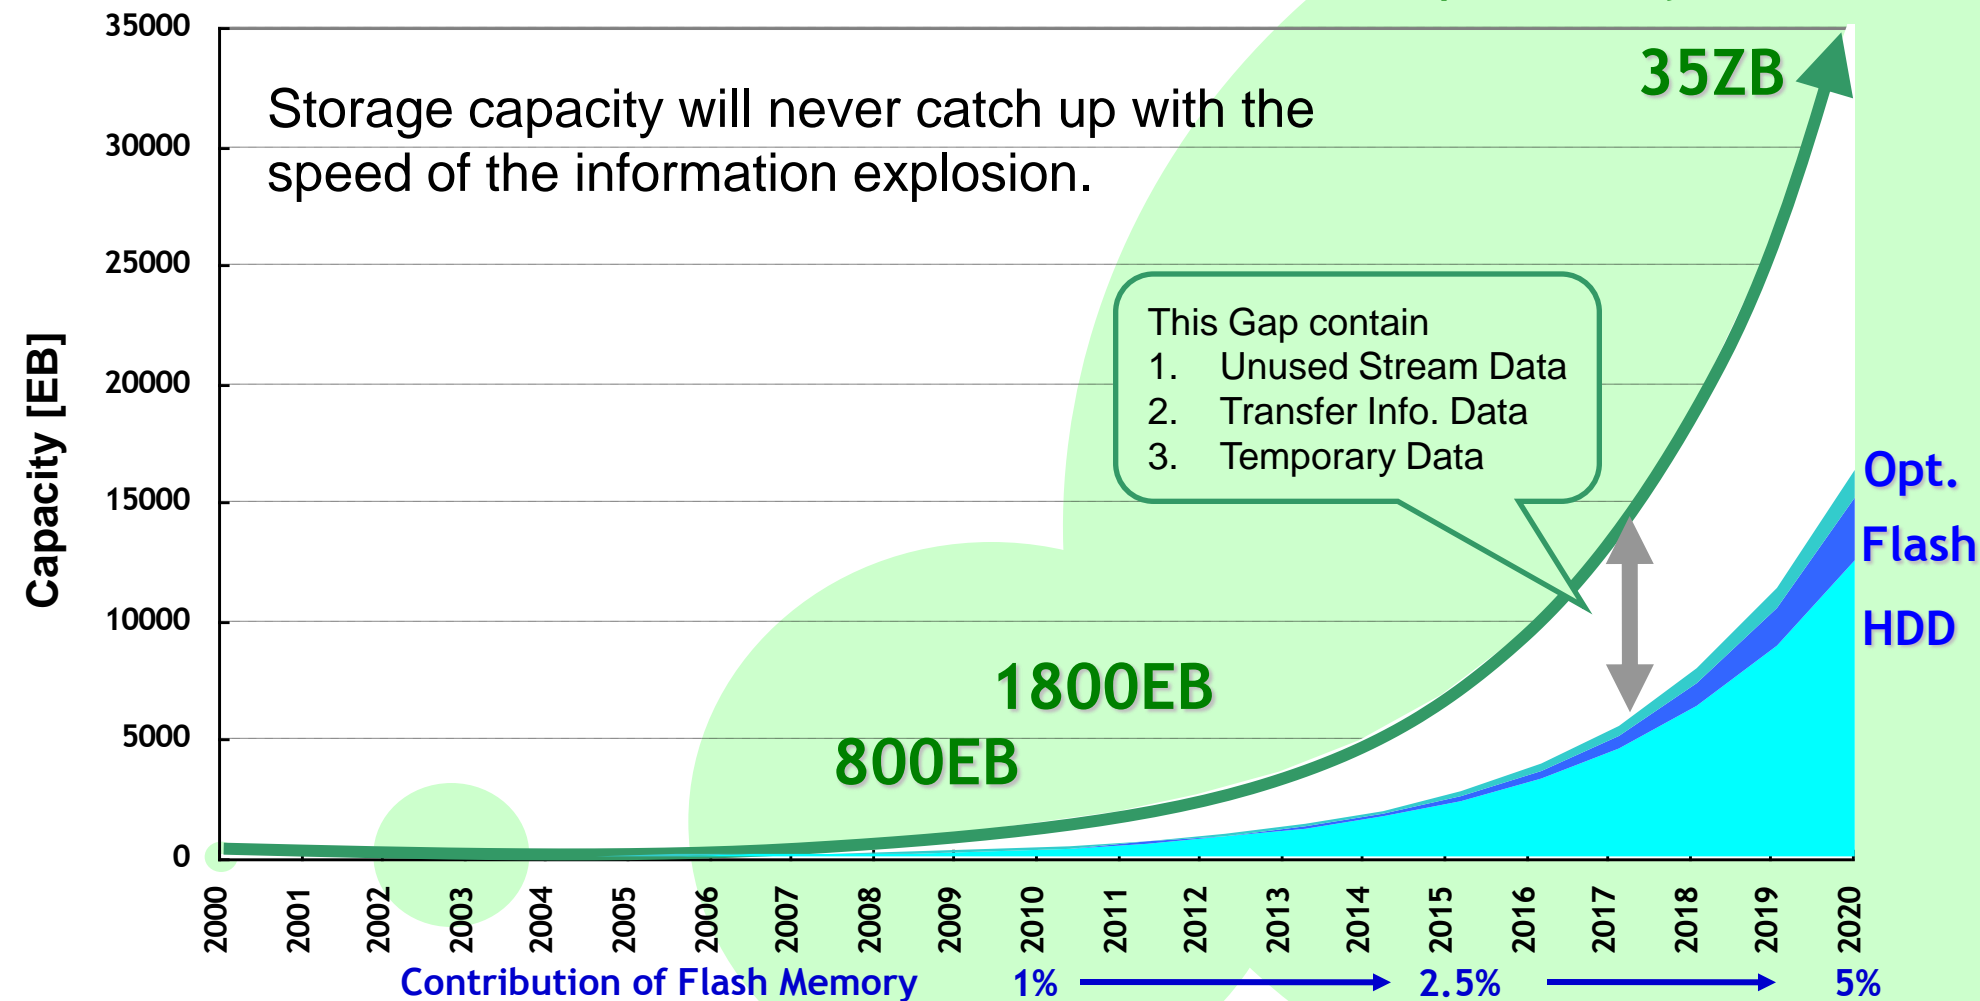 35000
30000
25000
20000
15000
10000
5000
0
Capacity [EB]
Storage capacity will never catch up with the
speed of the information explosion.
35ZB
This Gap contain
1. Unused Stream Data
2. Transfer Info. Data
3. Temporary Data
1800EB
800EB
Opt.
Flash
HDD
2000 2001 2002 2003 2004 2005 2006 2007 2008 2009 2010 2011 2012 2013 2014 2015 2016 2017 2018 2019 2020
Contribution of Flash Memory 1% 2.5% 5%